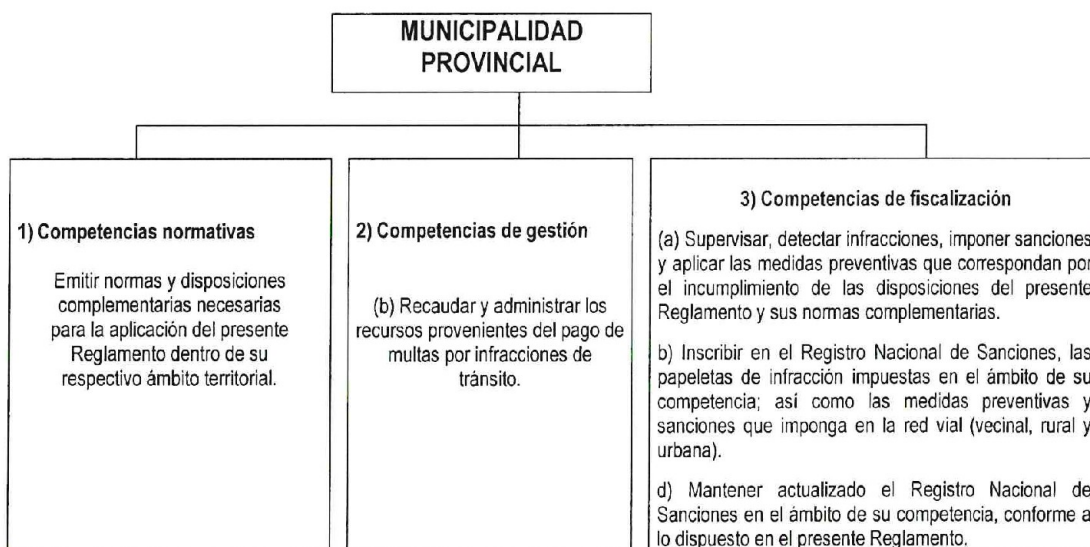 MUNICIPALIDAD
PROVINCIAL
1) Competencias normativas
Emitir normas y disposiciones
complementarias necesarias
para la aplicación del presente
Reglamento dentro de su
respectivo ámbito territorial.
2) Competencias de gestión
(b) Recaudar y administrar los
recursos provenientes del pago de
multas por infracciones de
tránsito.
3) Competencias de fiscalización
(a) Supervisar, detectar infracciones, imponer sanciones
y aplicar las medidas preventivas que correspondan por
el incumplimiento de las disposiciones del presente
Reglamento y sus normas complementarias.
b) Inscribir en el Registro Nacional de Sanciones, las
papeletas de infracción impuestas en el ámbito de su
competencia; así como las medidas preventivas y
sanciones que imponga en la red vial (vecinal, rural y
urbana).
d) Mantener actualizado el Registro Nacional de
Sanciones en el ámbito de su competencia, conforme a
lo dispuesto en el presente Reglamento.